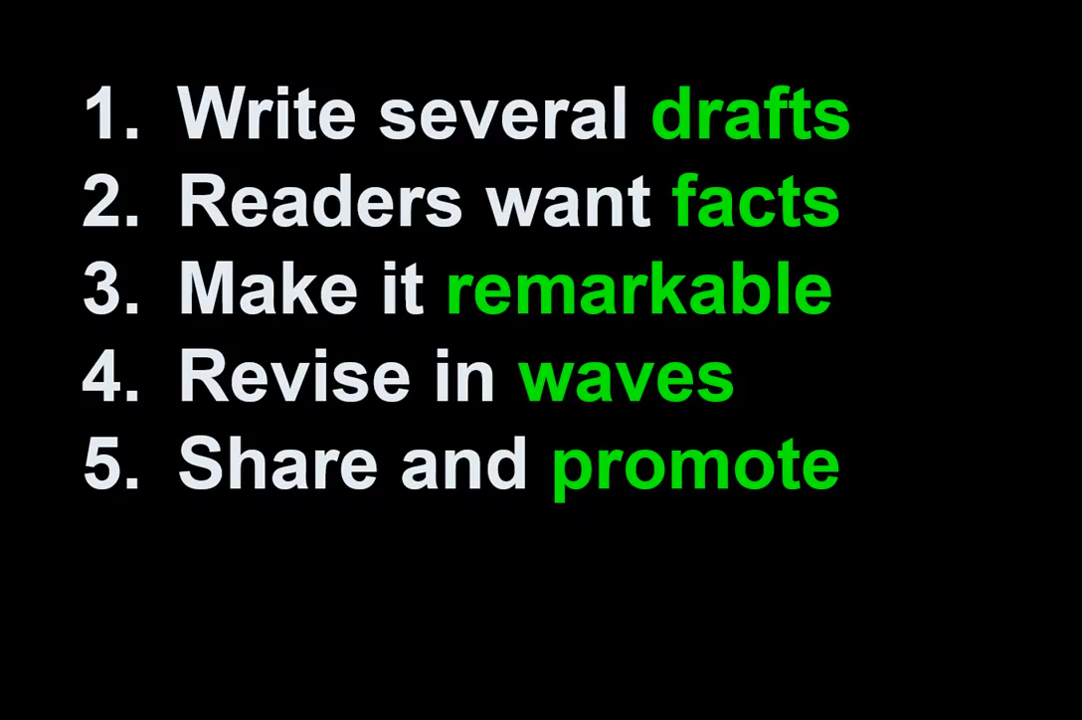 1. Write several drafts
2. Readers want facts
3. Make it remarkable
4. Revise in waves
5. Share and promote